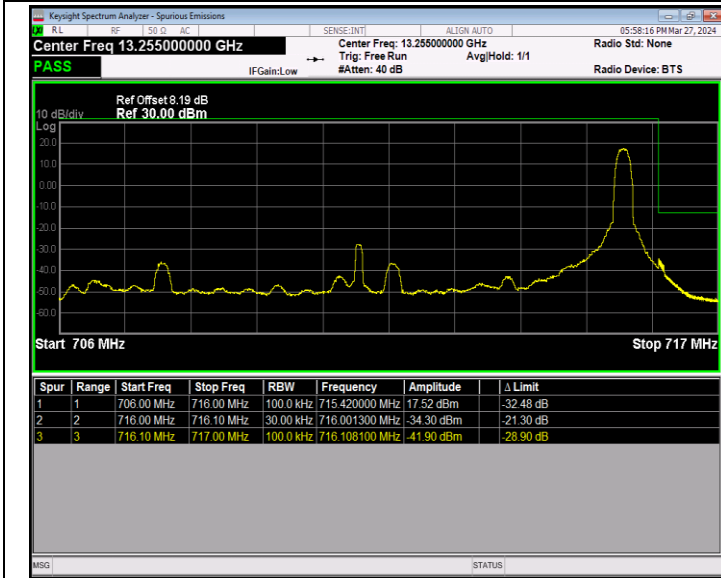 Keysight Spectrum Analyzer - Spurious Emissions
RL RF 50 Ω AC SENSE:INT ALIGN AUTO 05:58:16 PM Mar 27, 2024
Center Freq 13.255000000 GHz Center Freq: 13.255000000 GHz Radio Std: None
Trig: Free Run Avg|Hold: 1/1
PASS IFGain:Low #Atten: 40 dB Radio Device: BTS
Ref Offset 8.19 dB
10 dB/div Ref 30.00 dBm
Log
20.0
10.0
0.00
-10.0
-20.0
-30.0
-40.0
-50.0
-60.0
Start 706 MHz Stop 717 MHz
Spur Range Start Freq Stop Freq RBW Frequency Amplitude Δ Limit
1 1 706.00 MHz 716.00 MHz 100.0 kHz 715.420000 MHz 17.52 dBm -32.48 dB
2 2 716.00 MHz 716.10 MHz 30.00 kHz 716.001300 MHz -34.30 dBm -21.30 dB
3 3 716.10 MHz 717.00 MHz 100.0 kHz 716.108100 MHz -41.90 dBm -28.90 dB
MSG STATUS